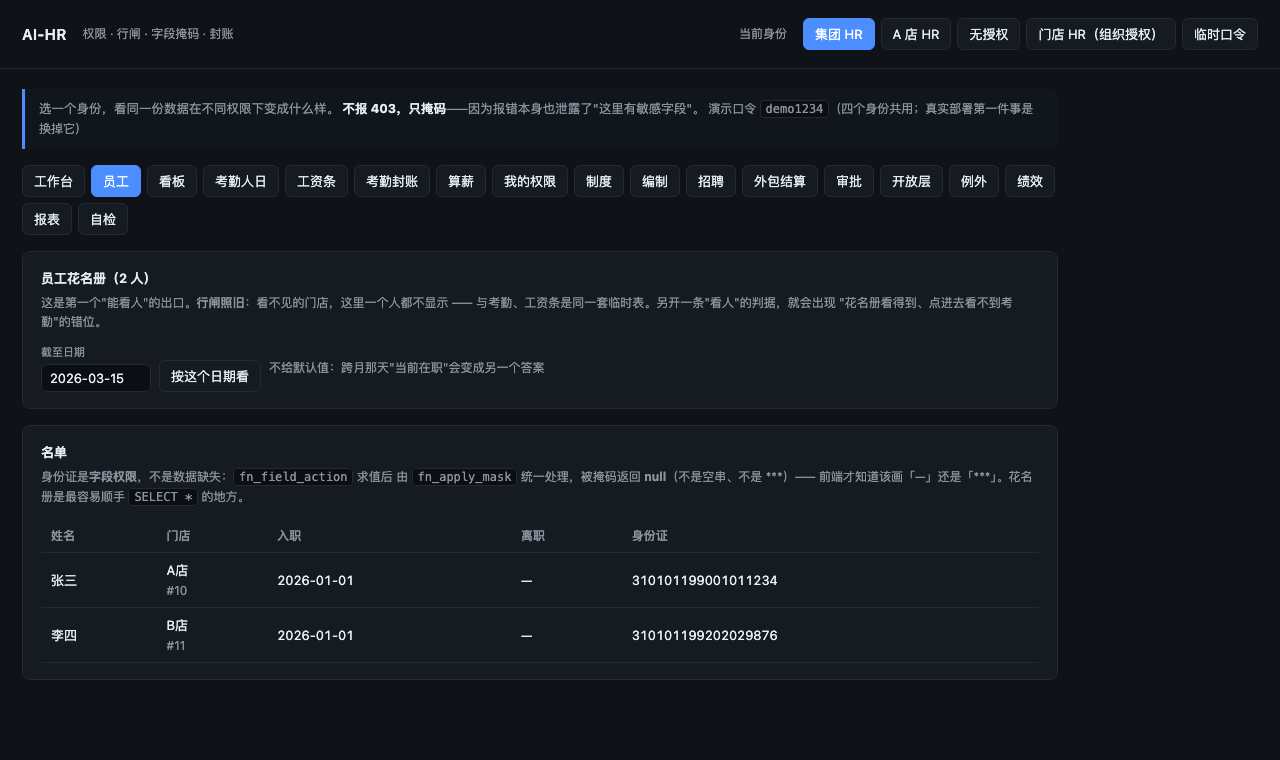 AI-HR 权限 · 行闸 · 字段掩码 · 封账 当前身份 集团 HR A 店 HR 无授权 门店 HR（组织授权） 临时口令
选一个身份，看同一份数据在不同权限下变成什么样。 不报 403，只掩码——因为报错本身也泄露了"这里有敏感字段"。 演示口令 demo1234 （四个身份共用；真实部署第一件事是
换掉它）
工作台 员工 看板 考勤人日 工资条 考勤封账 算薪 我的权限 制度 编制 招聘 外包结算 审批 开放层 例外 绩效
报表 自检
员工花名册（2 人）
这是第一个"能看人"的出口。行闸照旧：看不见的门店，这里一个人都不显示 —— 与考勤、工资条是同一套临时表。另开一条"看人"的判据，就会出现 "花名册看得到、点进去看不到考
勤"的错位。
截至日期
2026-03-15 按这个日期看 不给默认值：跨月那天"当前在职"会变成另一个答案
名单
身份证是字段权限，不是数据缺失： fn_field_action 求值后 由 fn_apply_mask 统一处理，被掩码返回 null（不是空串、不是 ***）—— 前端才知道该画「—」还是「***」。花名
册是最容易顺手 SELECT * 的地方。
姓名 门店 入职 离职 身份证
张三 A店 #10 2026-01-01 — 310101199001011234
李四 B店 #11 2026-01-01 — 310101199202029876